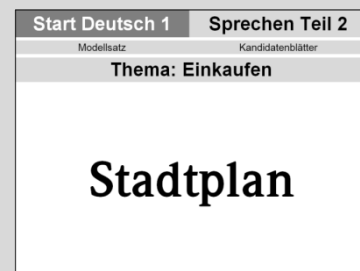 Start Deutsch 1 Sprechen Teil 2
Modellsatz Kandidatenblätter
Thema: Einkaufen
Stadtplan